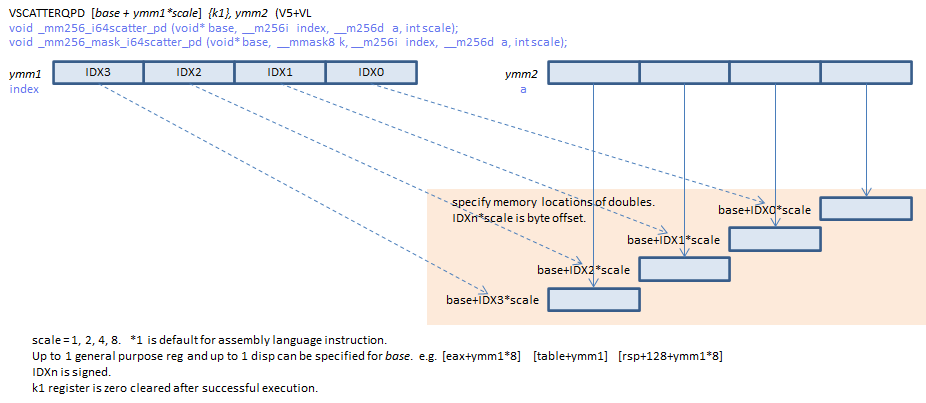 VSCATTERQPD [base + ymm1*scale] {k1}, ymm2 (V5+VL
void _mm256_i64scatter_pd (void* base, __m256i index, __m256d a, int scale);
void _mm256_mask_i64scatter_pd (void* base, __mmask8 k, __m256i index, __m256d a, int scale);
ymm1 IDX3 IDX2 IDX1 IDX0 ymm2
index a
specify memory locations of doubles.
base+IDX0*scale
IDXn*scale is byte offset.
base+IDX1*scale
base+IDX2*scale
base+IDX3*scale
scale = 1, 2, 4, 8. *1 is default for assembly language instruction.
Up to 1 general purpose reg and up to 1 disp can be specified for base. e.g. [eax+ymm1*8] [table+ymm1] [rsp+128+ymm1*8]
IDXn is signed.
k1 register is zero cleared after successful execution.